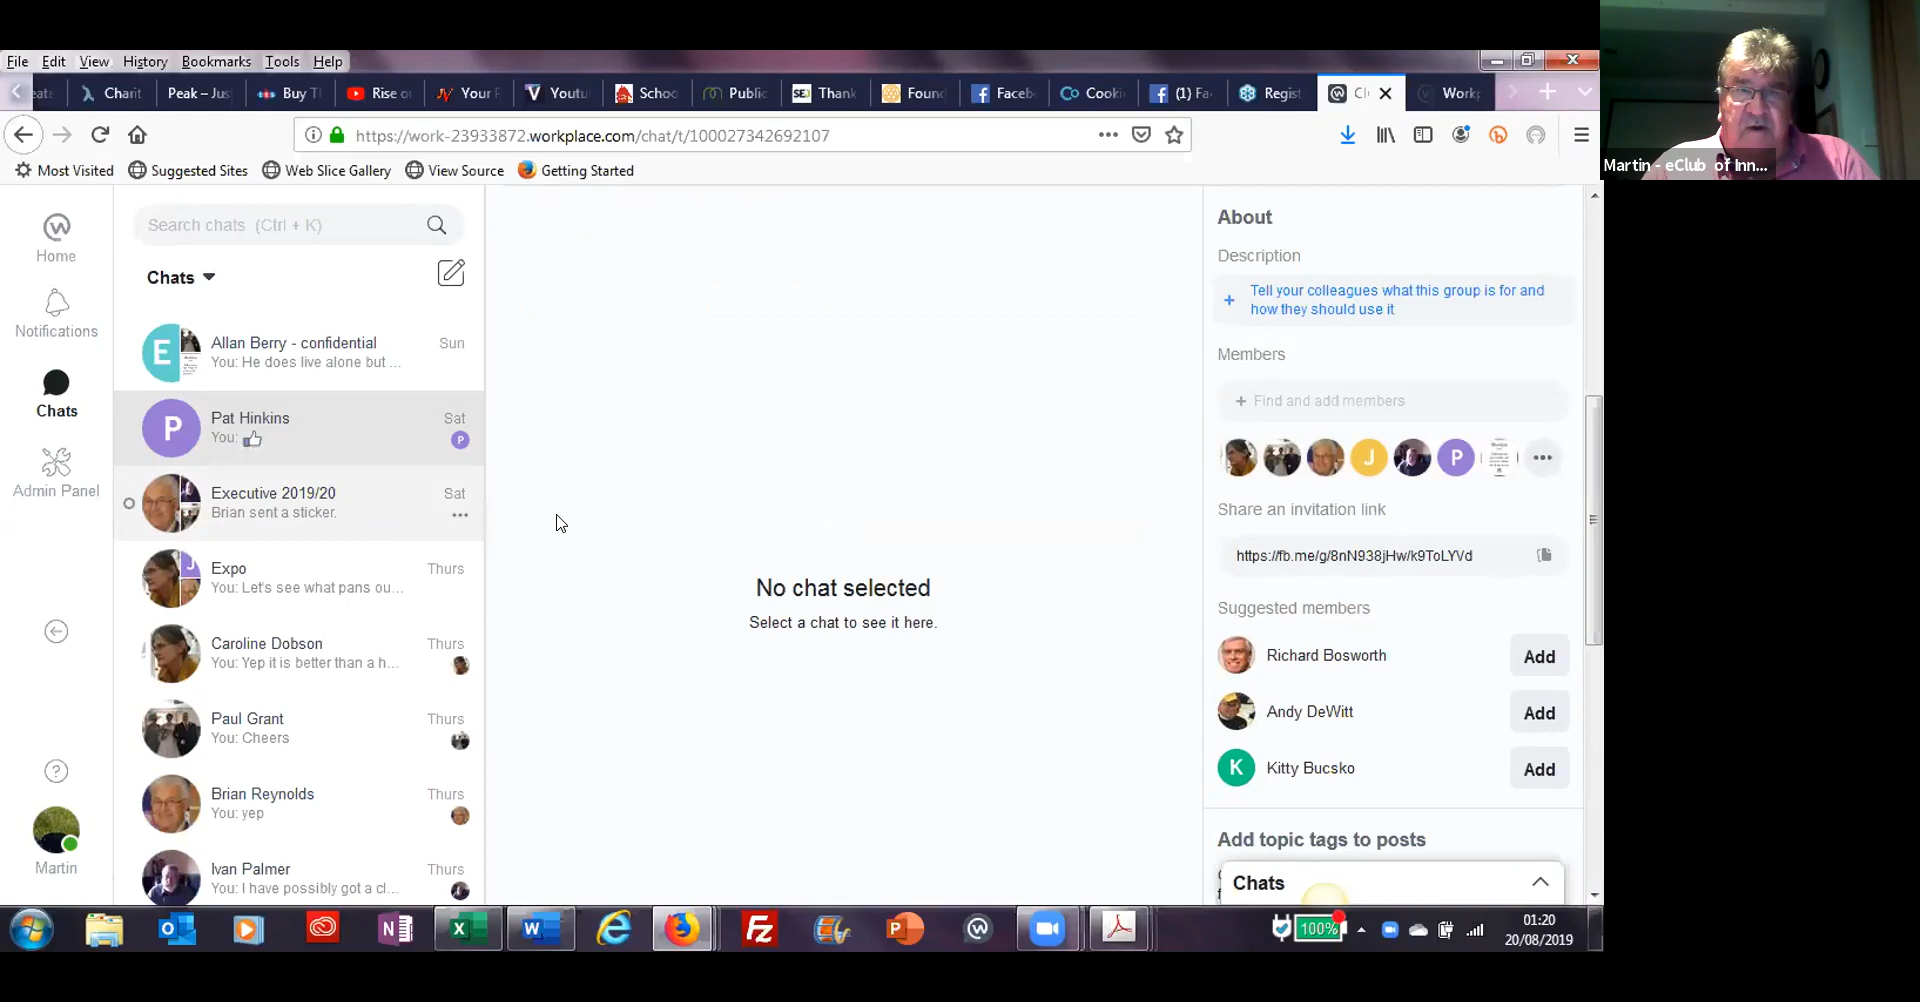 File Edit View History Bookmarks Tools Help
Charit
Peak – Jus
Buy T
Rise o
Your
Youtu
Schoo
Public
Thank
Found
Faceb
Cooki
(1) Fa
Regist
Work
https://work-23933872.workplace.com/chat/t/100027342692107
Most Visited Suggested Sites Web Slice Gallery View Source Getting Started
Martin - eClub of Inn...
Home
Notifications
Chats
Admin Panel
Martin
Search chats (Ctrl + K)
Chats
E
Allan Berry - confidential Sun
You: He does live alone but ...
P
Pat Hinkins Sat
You:
P
Executive 2019/20 Sat
Brian sent a sticker.
J
Expo Thurs
You: Let's see what pans ou...
Caroline Dobson Thurs
You: Yep it is better than a h...
Paul Grant Thurs
You: Cheers
Brian Reynolds Thurs
You: yep
Ivan Palmer Thurs
You: I have possibly got a cl...
No chat selected
Select a chat to see it here.
About
Description
+ Tell your colleagues what this group is for and
how they should use it
Members
+ Find and add members
J P
Share an invitation link
https://fb.me/g/8nN938jHw/k9ToLYVd
Suggested members
Richard Bosworth Add
Andy DeWitt Add
K Kitty Bucsko Add
Add topic tags to posts
Chats
100%
01:20
20/08/2019